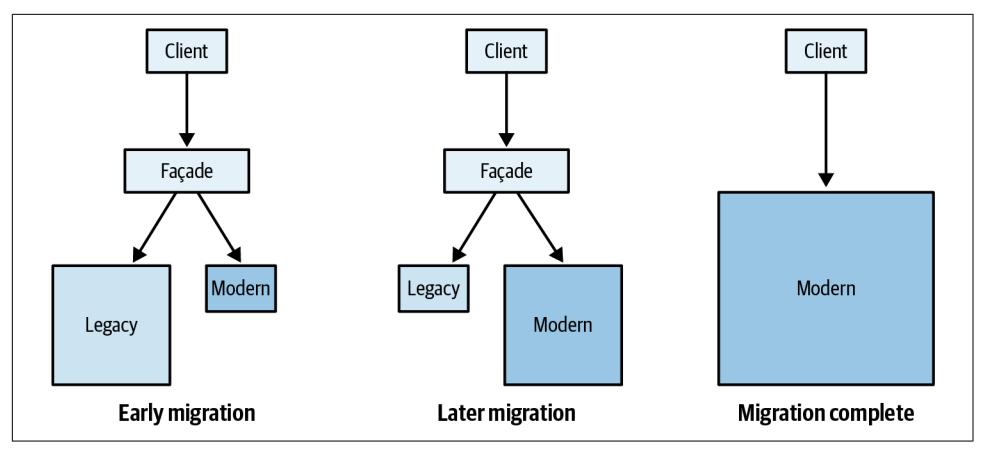 Client
Façade
Legacy
Modern
Early migration
Client
Façade
Legacy
Modern
Later migration
Client
Modern
Migration complete